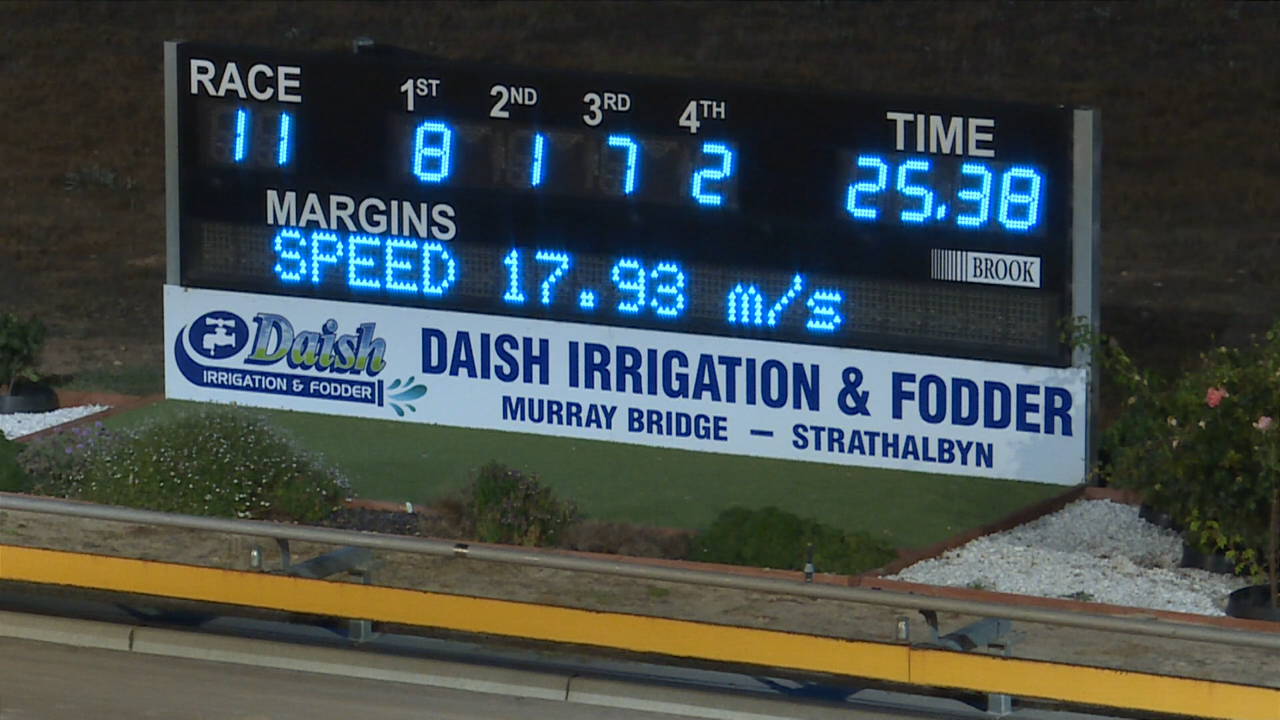 RACE 1ST 2ND 3RD 4TH TIME
11 8 1 7 2 25.38
MARGINS
SPEED 17.93 m/s
BROOK
Daish
IRRIGATION & FODDER
DAISH IRRIGATION & FODDER
MURRAY BRIDGE — STRATHALBYN